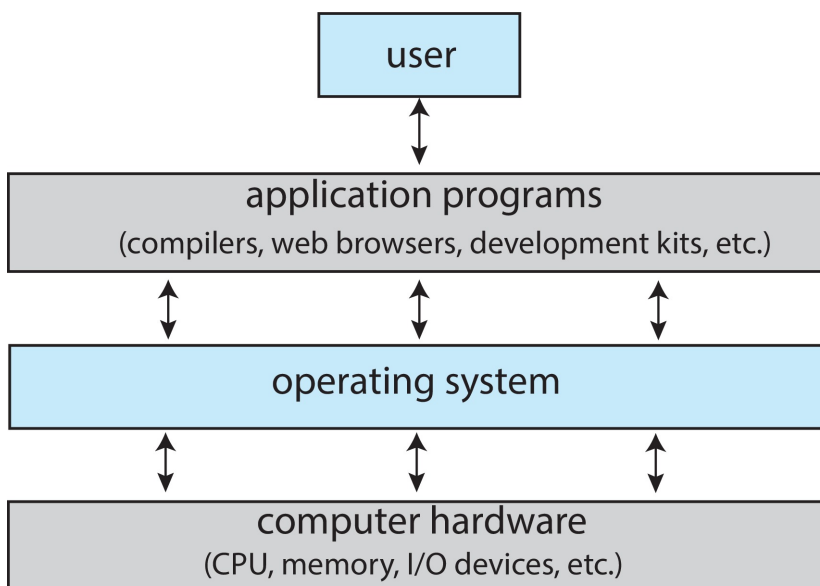 user
application programs
(compilers, web browsers, development kits, etc.)
operating system
computer hardware
(CPU, memory, I/O devices, etc.)